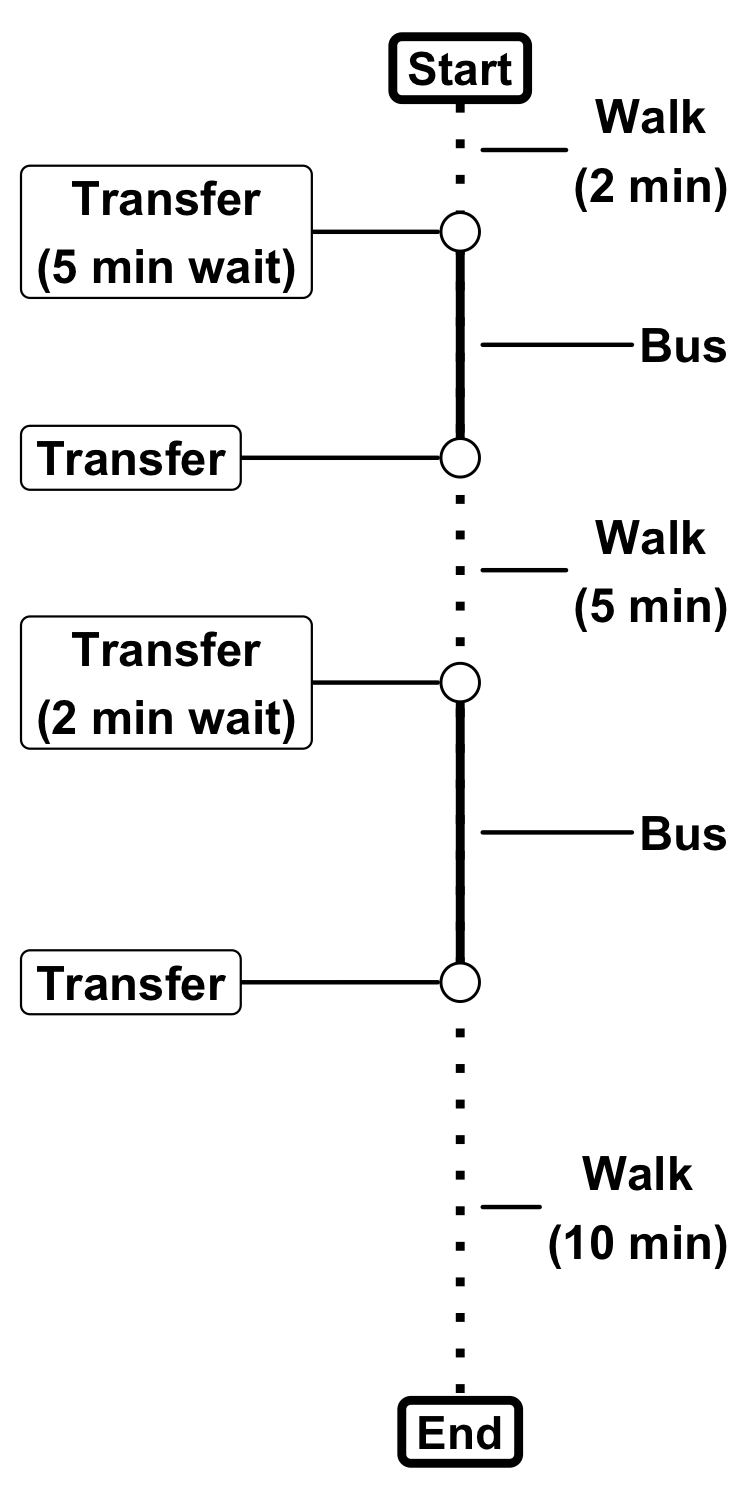 Start
Walk
(2 min)
Transfer
(5 min wait)
Bus
Transfer
Walk
(5 min)
Transfer
(2 min wait)
Bus
Transfer
Walk
(10 min)
End